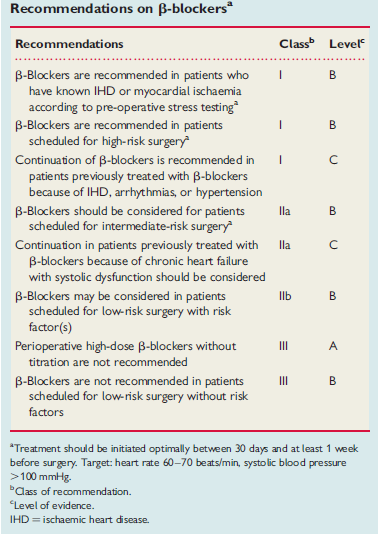 Recommendations on β-blockersᵃ
Recommendations Classᵇ Levelᶜ
β-Blockers are recommended in patients who I B
have known IHD or myocardial ischaemia
according to pre-operative stress testingᵃ
β-Blockers are recommended in patients I B
scheduled for high-risk surgeryᵃ
Continuation of β-blockers is recommended in I C
patients previously treated with β-blockers
because of IHD, arrhythmias, or hypertension
β-Blockers should be considered for patients IIa B
scheduled for intermediate-risk surgeryᵃ
Continuation in patients previously treated with IIa C
β-blockers because of chronic heart failure
with systolic dysfunction should be considered
β-Blockers may be considered in patients IIb B
scheduled for low-risk surgery with risk
factor(s)
Perioperative high-dose β-blockers without III A
titration are not recommended
β-Blockers are not recommended in patients III B
scheduled for low-risk surgery without risk
factors
ᵃTreatment should be initiated optimally between 30 days and at least 1 week
before surgery. Target: heart rate 60–70 beats/min, systolic blood pressure
>100 mmHg.
ᵇClass of recommendation.
ᶜLevel of evidence.
IHD = ischaemic heart disease.